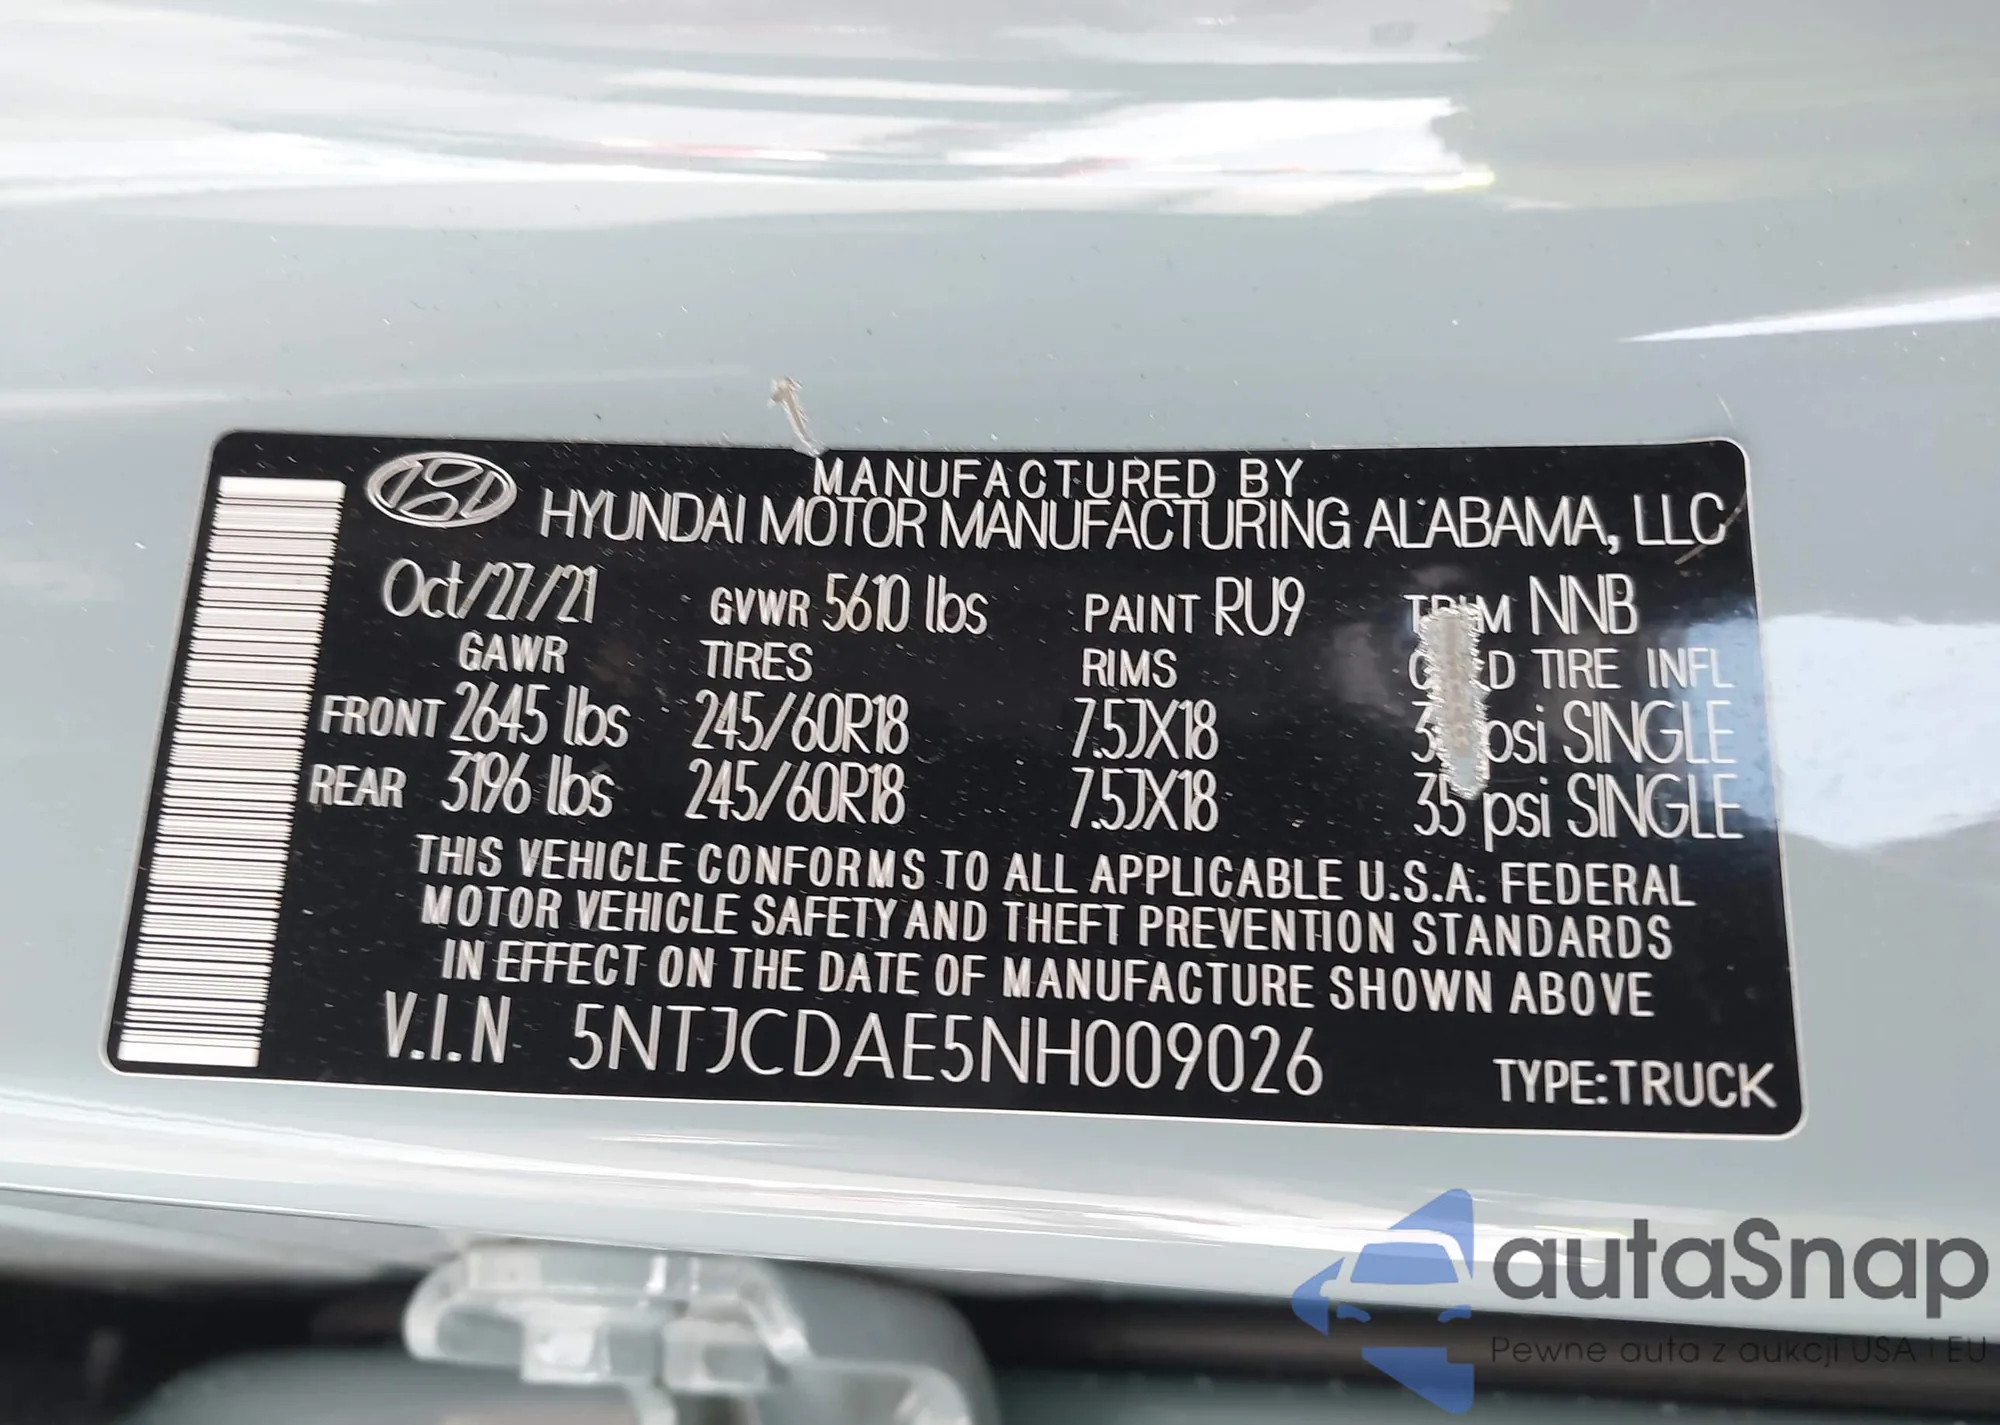 MANUFACTURED BY
HYUNDAI MOTOR MANUFACTURING ALABAMA, LLC
Oct/27/21 GVWR 5610 lbs PAINT RU9 NNB
GAWR TIRES RIMS TIRE INFL
FRONT 2645 lbs 245/60R18 7.5JX18 psi SINGLE
REAR 3196 lbs 245/60R18 7.5JX18 35 psi SINGLE
THIS VEHICLE CONFORMS TO ALL APPLICABLE U.S.A. FEDERAL
MOTOR VEHICLE SAFETY AND THEFT PREVENTION STANDARDS
IN EFFECT ON THE DATE OF MANUFACTURE SHOWN ABOVE
V.I.N 5NTJCDAE5NH009026 TYPE:TRUCK
autaSnap
Pewne auta z aukcji USA i EU